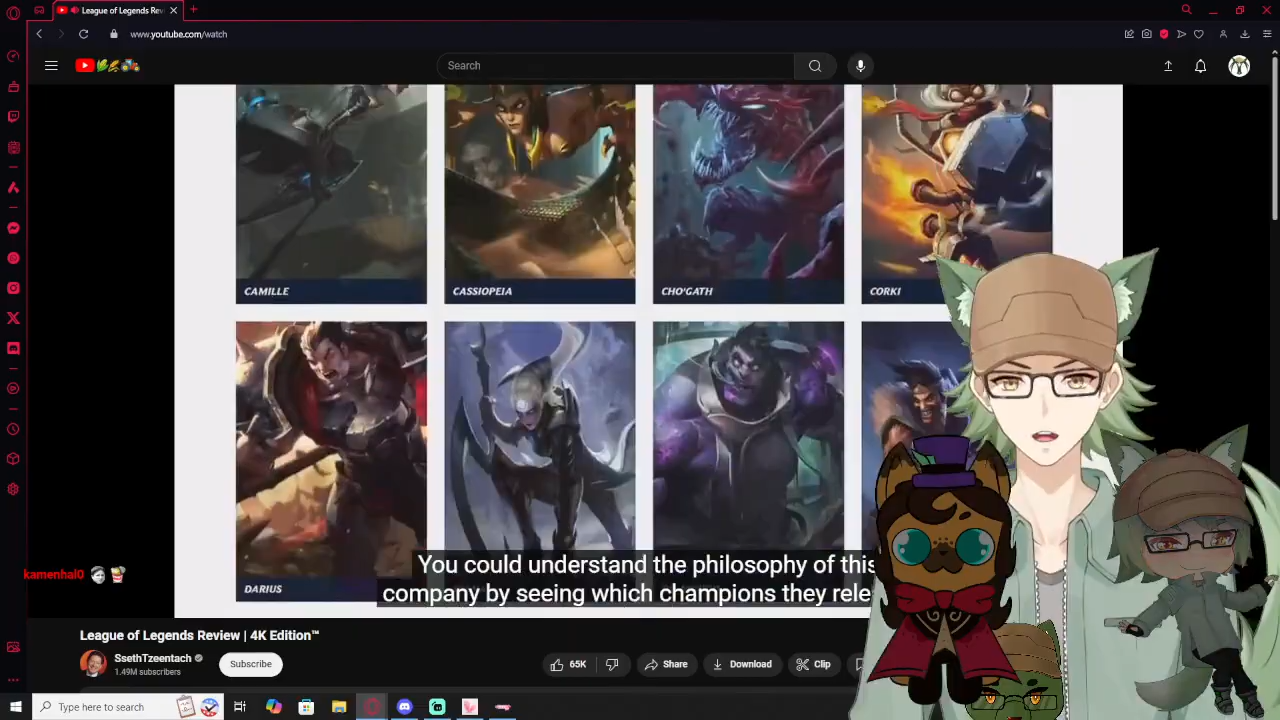 League of Legends Rev
www.youtube.com/watch
Search
CAMILLE
CASSIOPEIA
CHO'GATH
CORKI
You could understand the philosophy of this
company by seeing which champions they rele
kamenhal0
DARIUS
League of Legends Review | 4K Edition™
SsethTzeentach
1.49M subscribers
Subscribe
65K
Share
Download
Clip
Type here to search